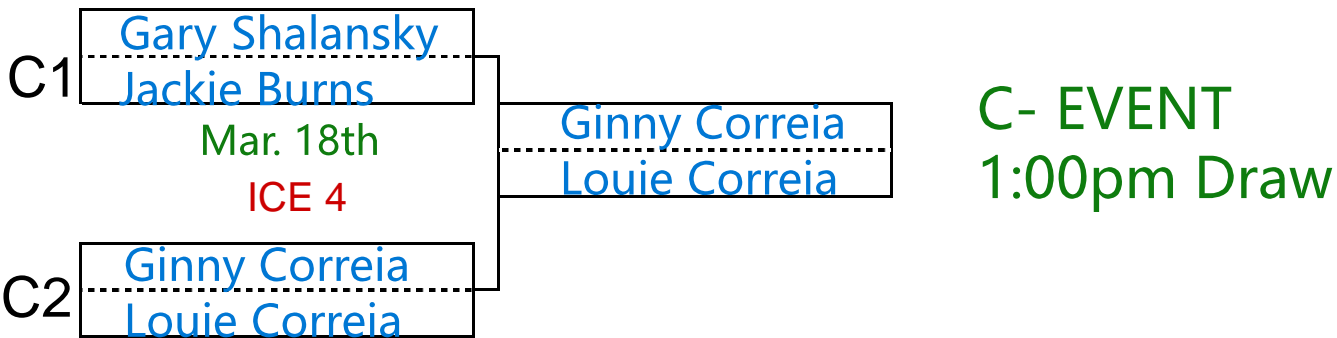 C1
Gary Shalansky
Jackie Burns
Mar. 18th
ICE 4
C2
Ginny Correia
Louie Correia
Ginny Correia
Louie Correia
C- EVENT
1:00pm Draw